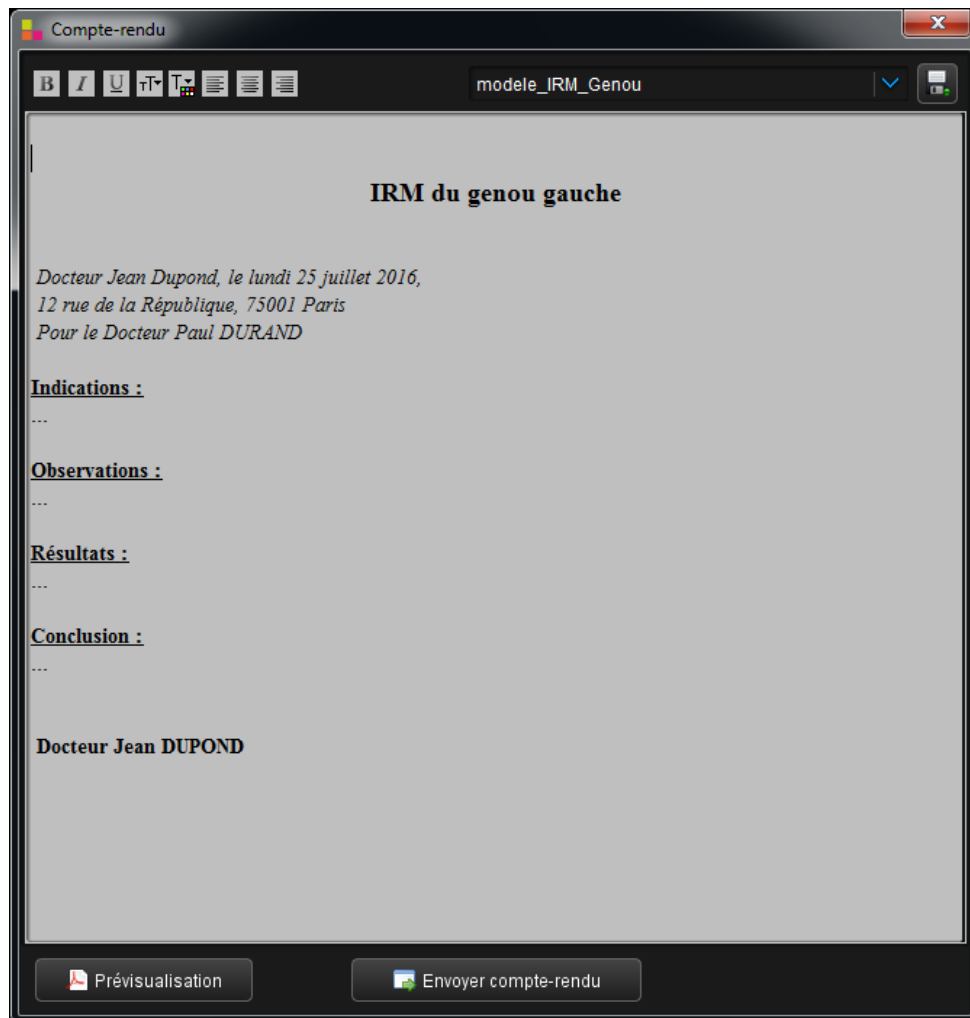 Compte-rendu
B I U TT T modele_IRM_Genou
IRM du genou gauche
Docteur Jean Dupond, le lundi 25 juillet 2016,
12 rue de la République, 75001 Paris
Pour le Docteur Paul DURAND
Indications :
---
Observations :
---
Résultats :
---
Conclusion :
---
Docteur Jean DUPOND
Prévisualisation Envoyer compte-rendu